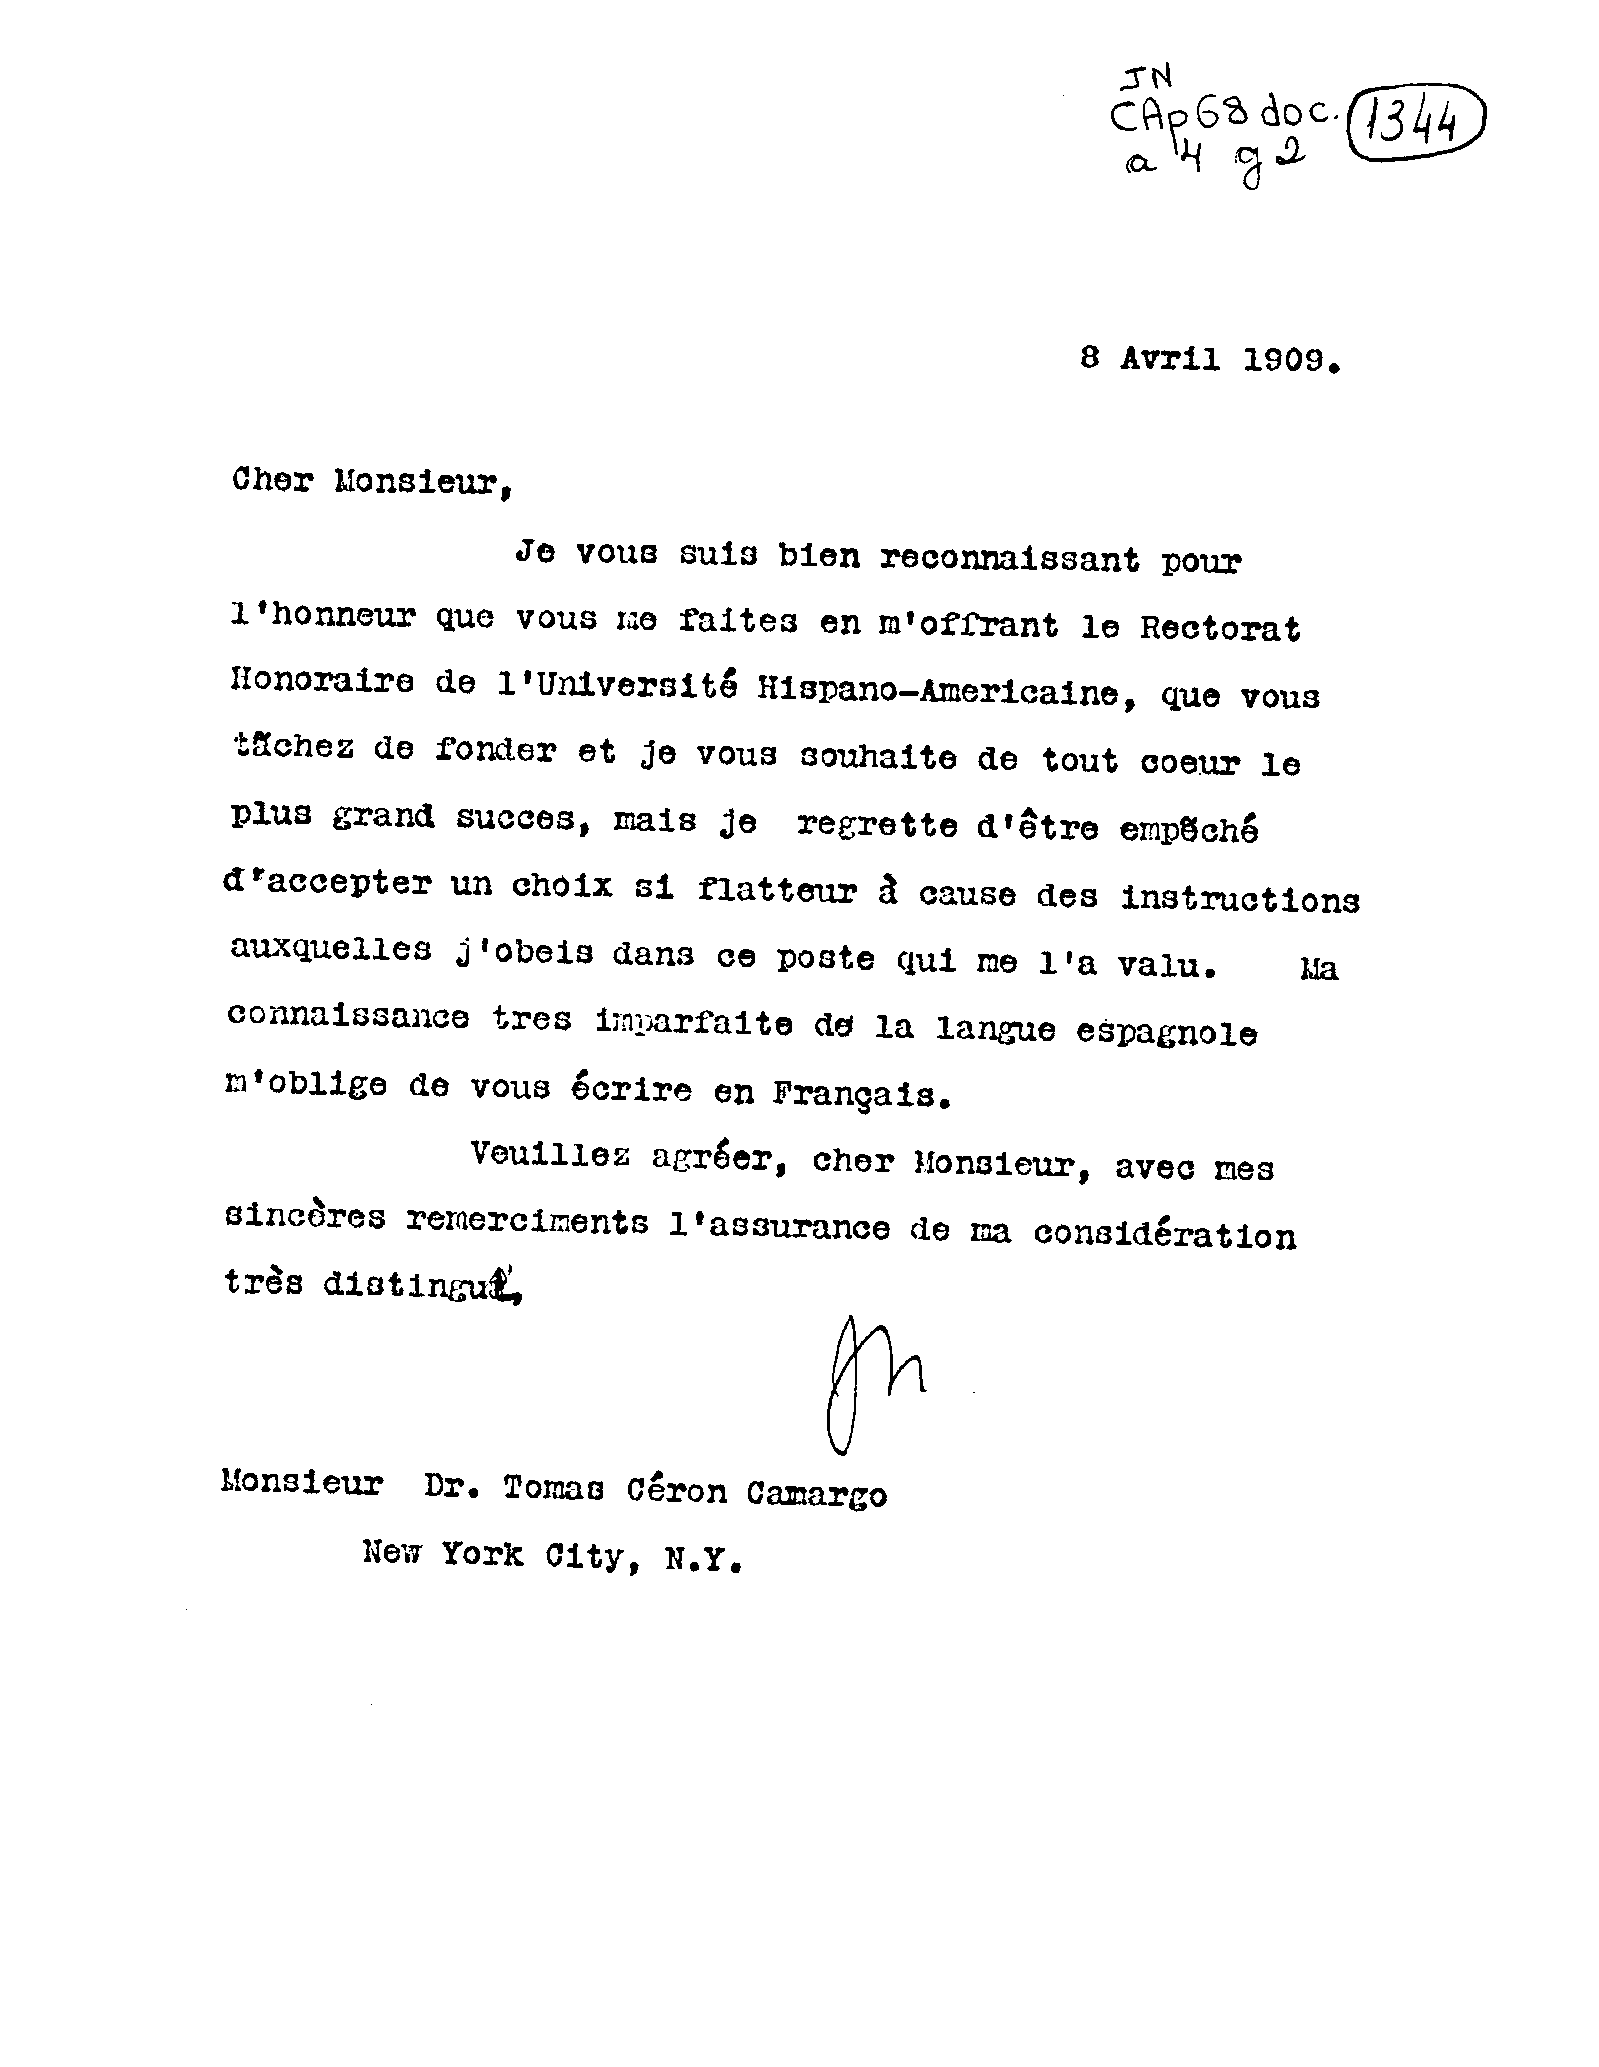 JN
CAp68 doc. 1344
a 4 g 2
8 Avril 1909.
Cher Monsieur,
Je vous suis bien reconnaissant pour
l'honneur que vous me faites en m'offrant le Rectorat
Honoraire de l'Université Hispano-Americaine, que vous
tâchez de fonder et je vous souhaite de tout coeur le
plus grand succes, mais je regrette d'être empêché
d'accepter un choix si flatteur à cause des instructions
auxquelles j'obeis dans ce poste qui me l'a valu. Ma
connaissance tres imparfaite de la langue espagnole
m'oblige de vous écrire en Français.
Veuillez agréer, cher Monsieur, avec mes
sincères remerciments l'assurance de ma considération
très distingué,
JN
Monsieur Dr. Tomas Céron Camargo
New York City, N.Y.